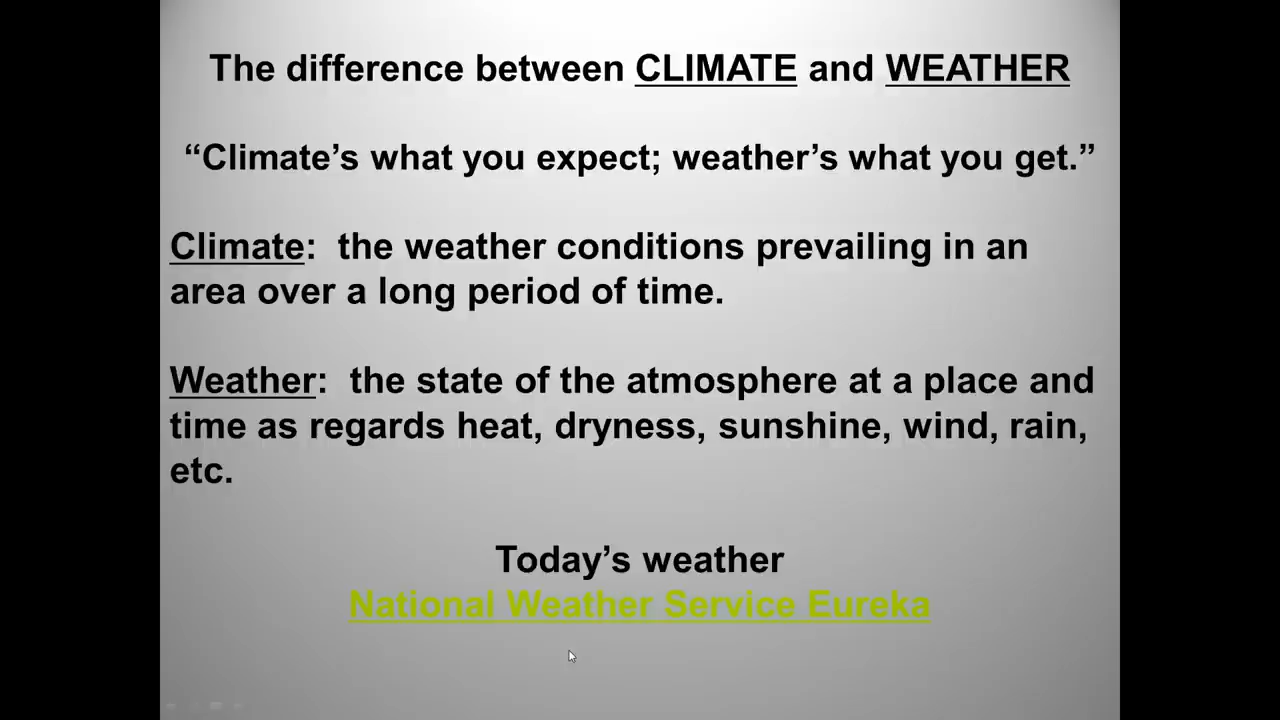 The difference between CLIMATE and WEATHER
“Climate’s what you expect; weather’s what you get.”
Climate:  the weather conditions prevailing in an
area over a long period of time.
Weather:  the state of the atmosphere at a place and
time as regards heat, dryness, sunshine, wind, rain,
etc.
Today’s weather
National Weather Service Eureka